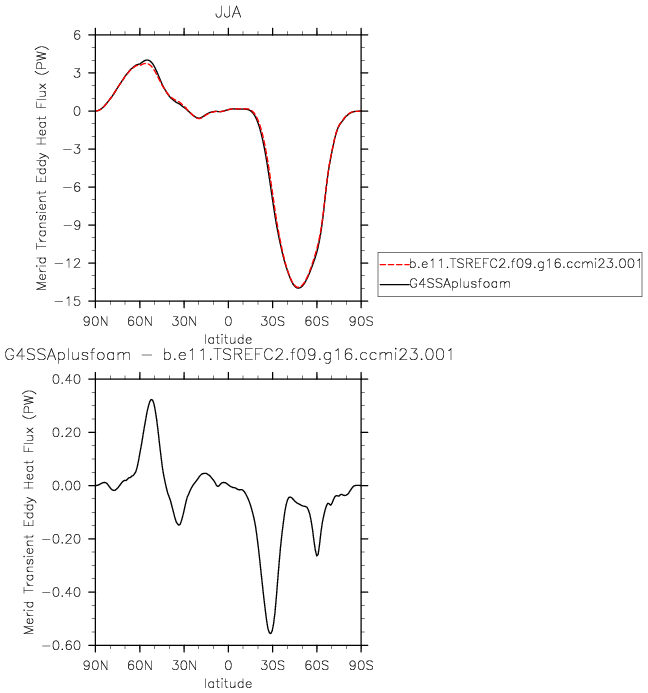 JJA
Merid Transient Eddy Heat Flux (PW)
6
3
0
−3
−6
−9
−12
−15
90N 60N 30N 0 30S 60S 90S
latitude
b.e11.TSREFC2.f09.g16.ccmi23.001
G4SSAplusfoam
G4SSAplusfoam − b.e11.TSREFC2.f09.g16.ccmi23.001
Merid Transient Eddy Heat Flux (PW)
0.40
0.20
0.00
−0.20
−0.40
−0.60
90N 60N 30N 0 30S 60S 90S
latitude